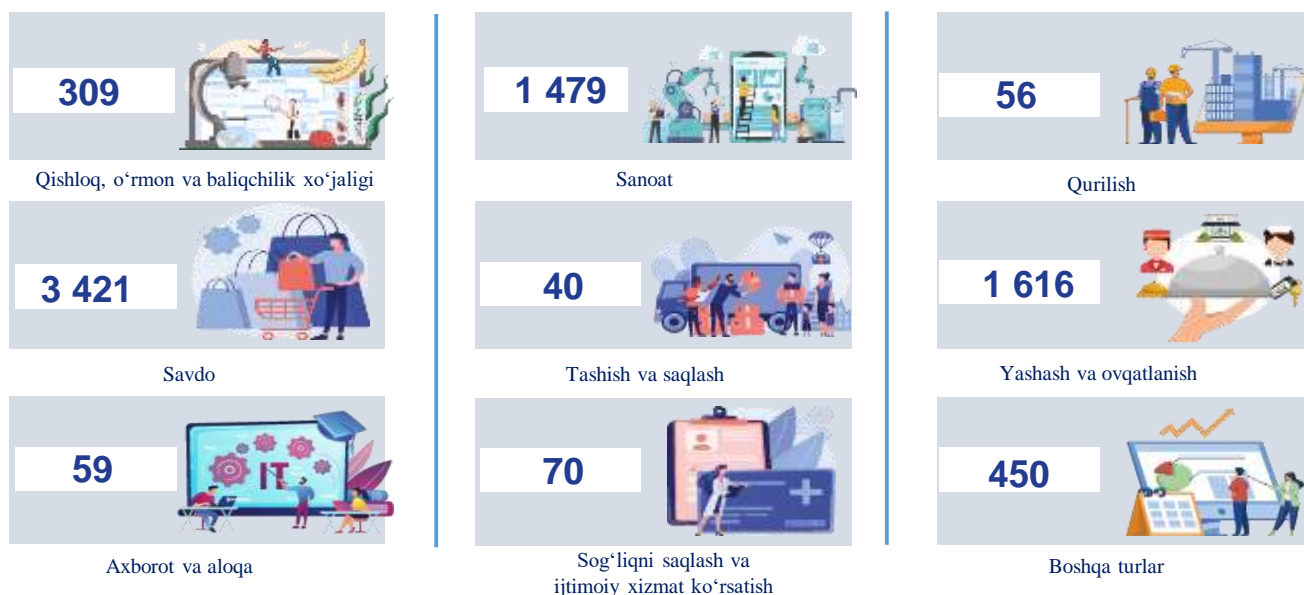 309
Qishloq, o‘rmon va baliqchilik xo‘jaligi
1 479
Sanoat
56
Qurilish
3 421
Savdo
40
Tashish va saqlash
1 616
Yashash va ovqatlanish
IT
59
Axborot va aloqa
70
Sog‘liqni saqlash va
ijtimoiy xizmat ko‘rsatish
450
Boshqa turlar